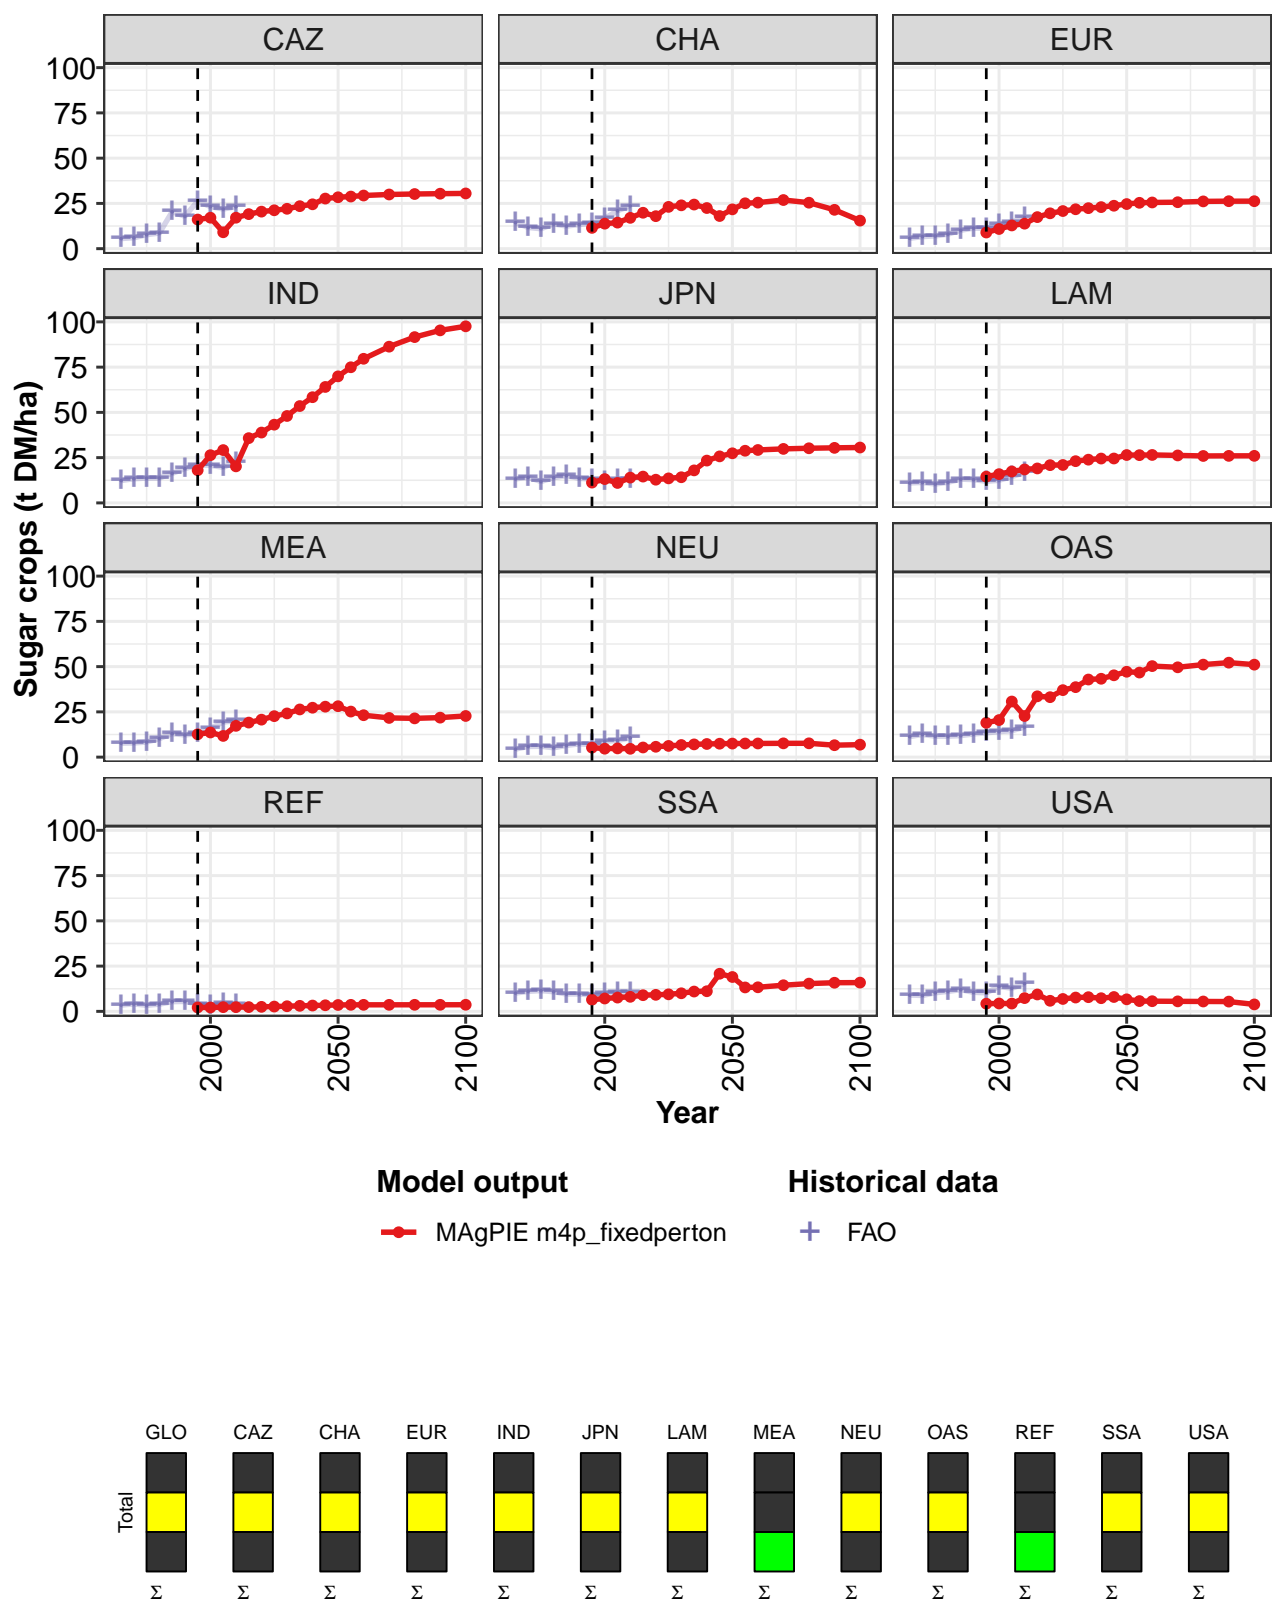 CAZ CHA EUR
100
75
50
25
0
IND JPN LAM
100
75
50
25
0
MEA NEU OAS
100
75
50
25
0
REF SSA USA
100
75
50
25
0
Sugar crops (t DM/ha)
2000 2050 2100 2000 2050 2100 2000 2050 2100
Year
Model output Historical data
MAgPIE m4p_fixedperton FAO
GLO CAZ CHA EUR IND JPN LAM MEA NEU OAS REF SSA USA
Total
Σ Σ Σ Σ Σ Σ Σ Σ Σ Σ Σ Σ Σ